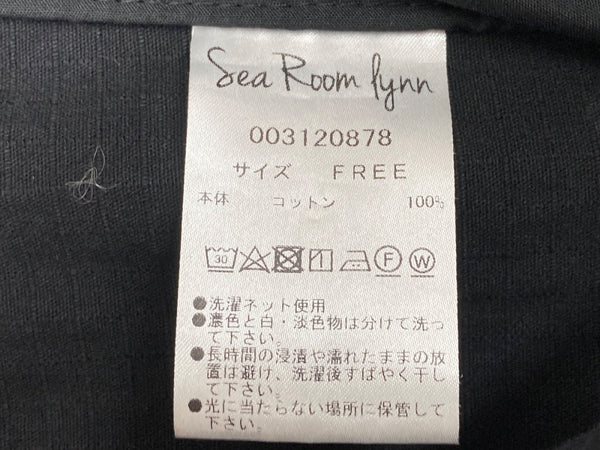 Sea Room lynn
003120878
サイズ FREE
本体 コットン 100%
30 F W
●洗濯ネット使用
●濃色と白・淡色物は分けて洗っ
て下さい。
●長時間の浸漬や濡れたままの放
置は避け、洗濯後すばやく干し
て下さい。
●光に当たらない場所に保管して
下さい。